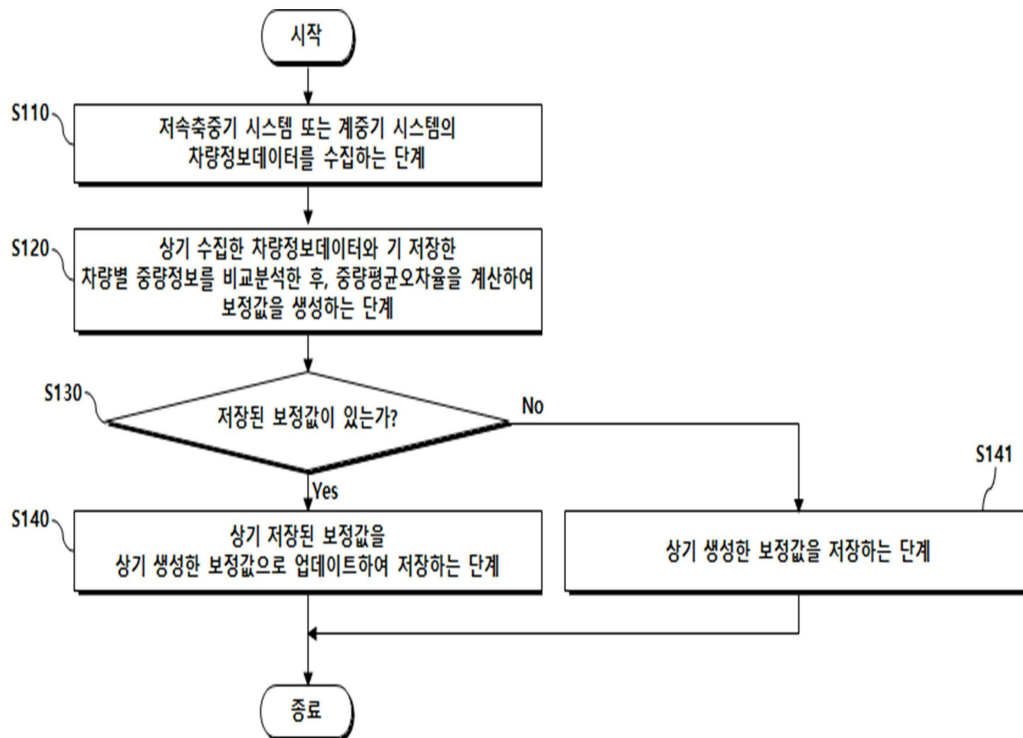 시작
S110
저속축중기 시스템 또는 계중기 시스템의
차량정보데이터를 수집하는 단계
S120
상기 수집한 차량정보데이터와 기 저장한
차량별 중량정보를 비교분석한 후, 중량평균오차율을 계산하여
보정값을 생성하는 단계
S130
저장된 보정값이 있는가?
No
Yes
S140
상기 저장된 보정값을
상기 생성한 보정값으로 업데이트하여 저장하는 단계
S141
상기 생성한 보정값을 저장하는 단계
종료